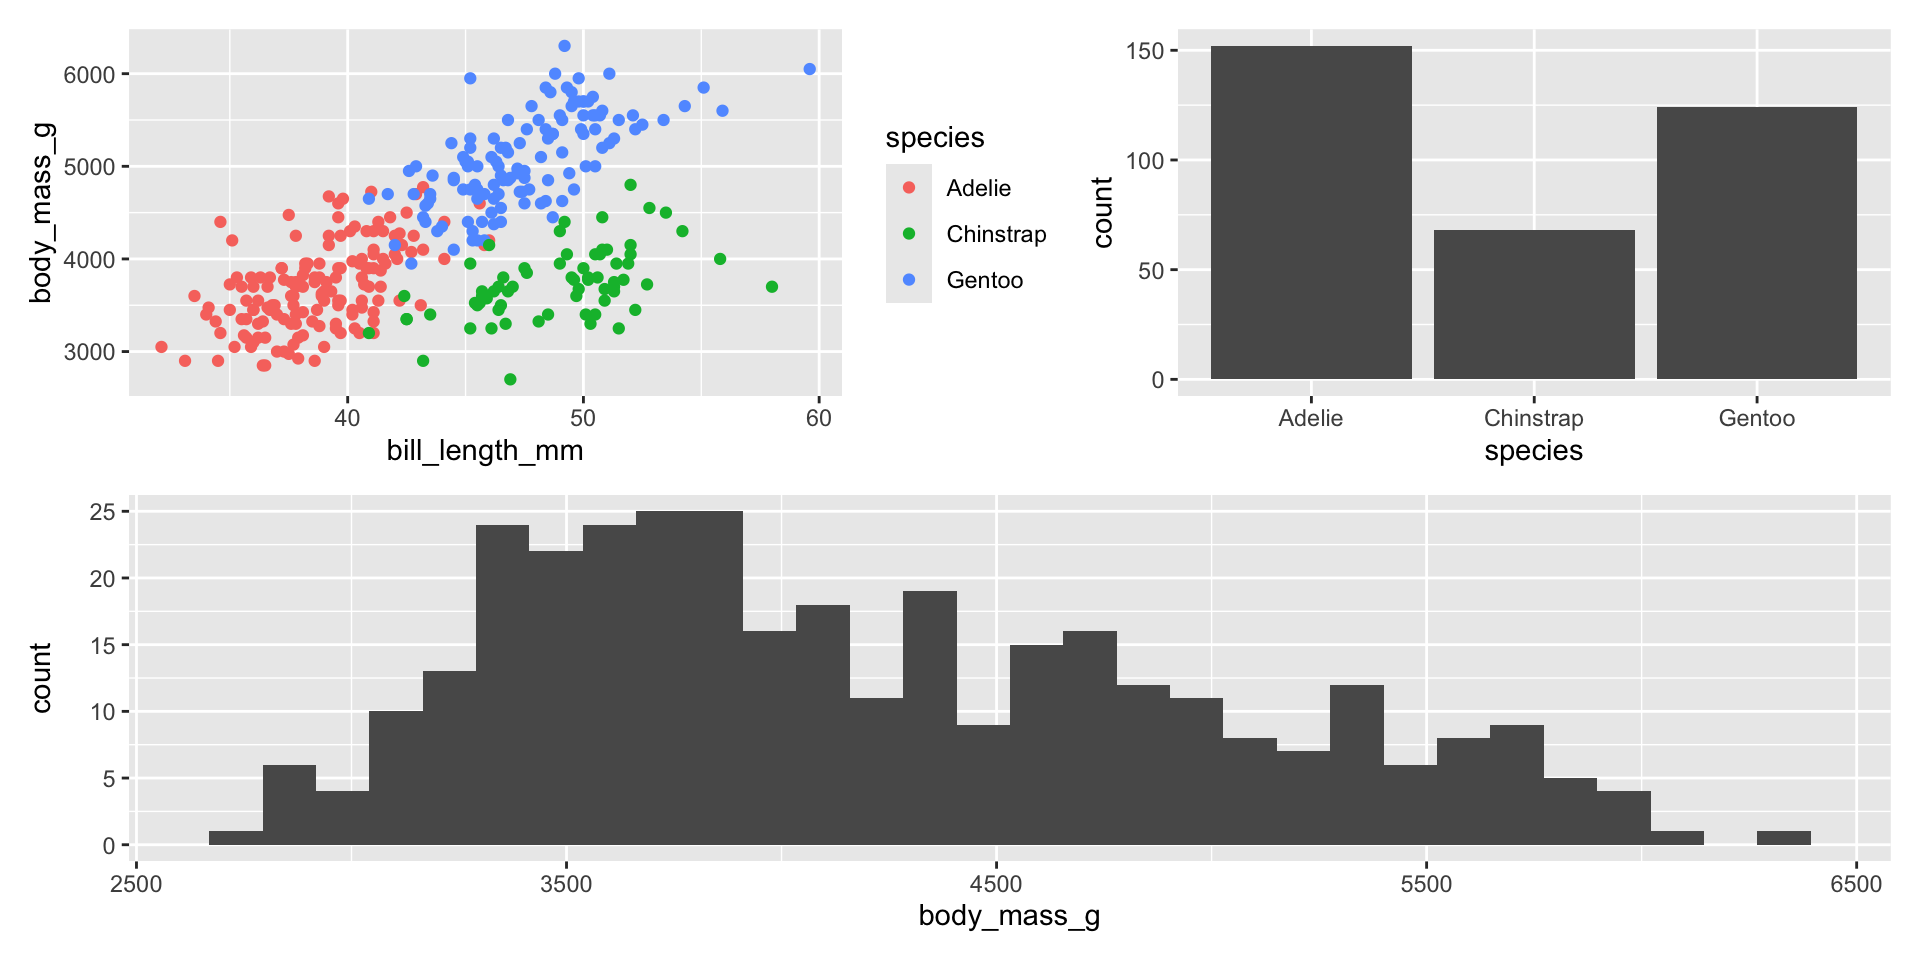 body_mass_g
6000
5000
4000
3000
40 50 60
bill_length_mm
species
Adelie
Chinstrap
Gentoo
count
150
100
50
0
Adelie Chinstrap Gentoo
species
count
25
20
15
10
5
0
2500 3500 4500 5500 6500
body_mass_g